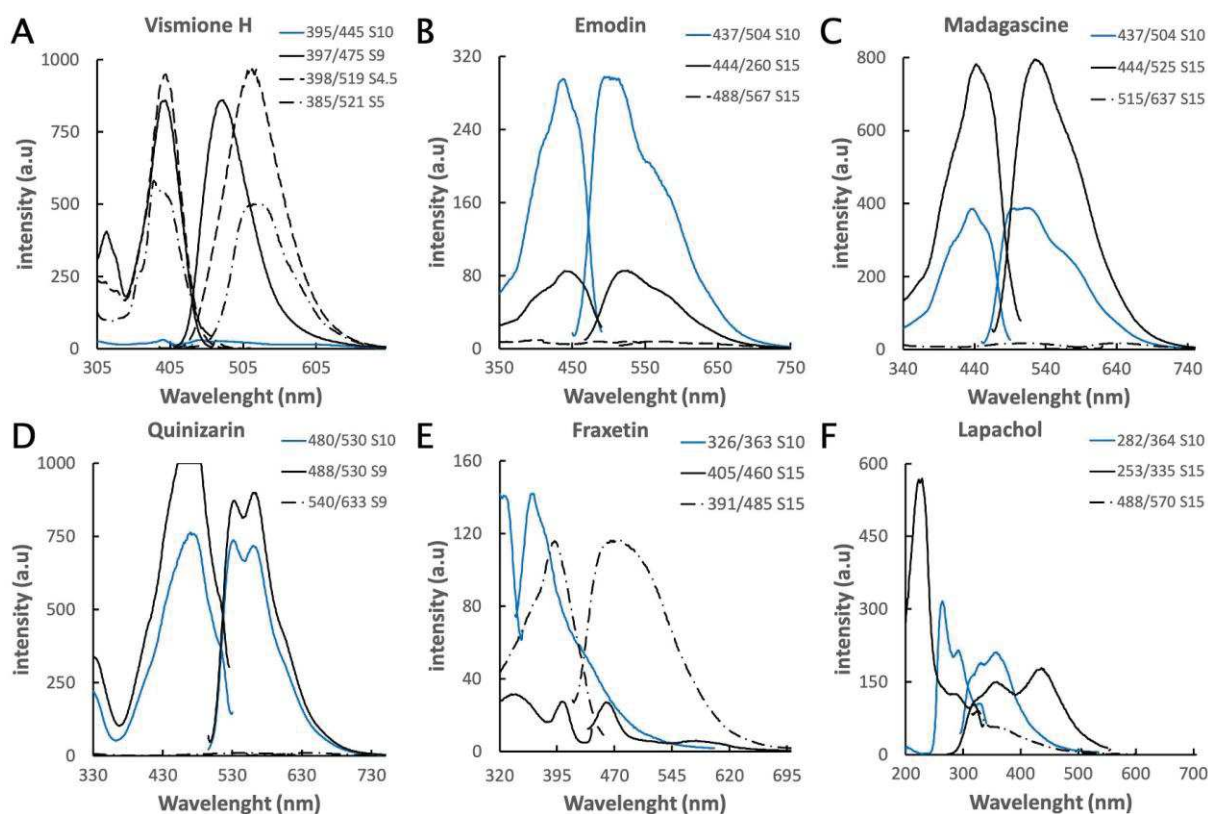 A
Vismione H
395/445 S10
397/475 S9
398/519 S4.5
385/521 S5
1000
750
500
250
0
intensity (a.u)
305 405 505 605
Wavelenght (nm)
B
Emodin
437/504 S10
444/260 S15
488/567 S15
320
240
160
80
0
intensity (a.u)
350 450 550 650 750
Wavelenght (nm)
C
Madagascine
437/504 S10
444/525 S15
515/637 S15
800
600
400
200
0
intensity (a.u)
340 440 540 640 740
Wavelenght (nm)
D
Quinizarin
480/530 S10
488/530 S9
540/633 S9
1000
750
500
250
0
intensity (a.u)
330 430 530 630 730
Wavelenght (nm)
E
Fraxetin
326/363 S10
405/460 S15
391/485 S15
160
120
80
40
0
intensity (a.u)
320 395 470 545 620 695
Wavelenght (nm)
F
Lapachol
282/364 S10
253/335 S15
488/570 S15
600
450
300
150
0
intensity (a.u)
200 300 400 500 600 700
Wavelenght (nm)